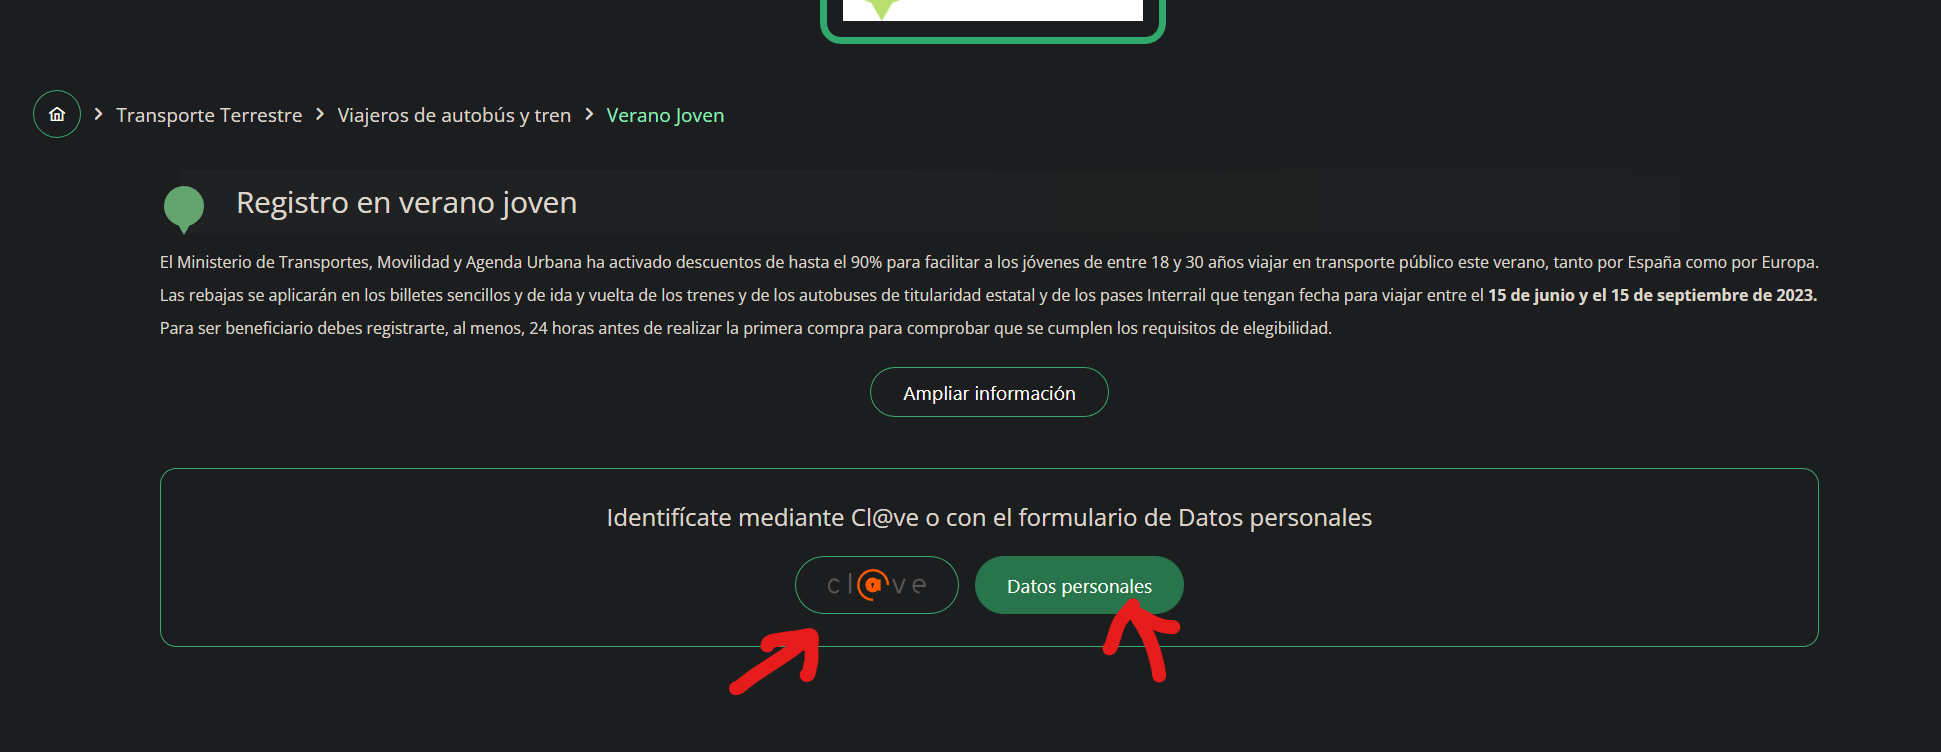 Transporte Terrestre > Viajeros de autobús y tren > Verano Joven
Registro en verano joven
El Ministerio de Transportes, Movilidad y Agenda Urbana ha activado descuentos de hasta el 90% para facilitar a los jóvenes de entre 18 y 30 años viajar en transporte público este verano, tanto por España como por Europa.
Las rebajas se aplicarán en los billetes sencillos y de ida y vuelta de los trenes y de los autobuses de titularidad estatal y de los pases Interrail que tengan fecha para viajar entre el 15 de junio y el 15 de septiembre de 2023.
Para ser beneficiario debes registrarte, al menos, 24 horas antes de realizar la primera compra para comprobar que se cumplen los requisitos de elegibilidad.
Ampliar información
Identifícate mediante Cl@ve o con el formulario de Datos personales
cl@ve Datos personales